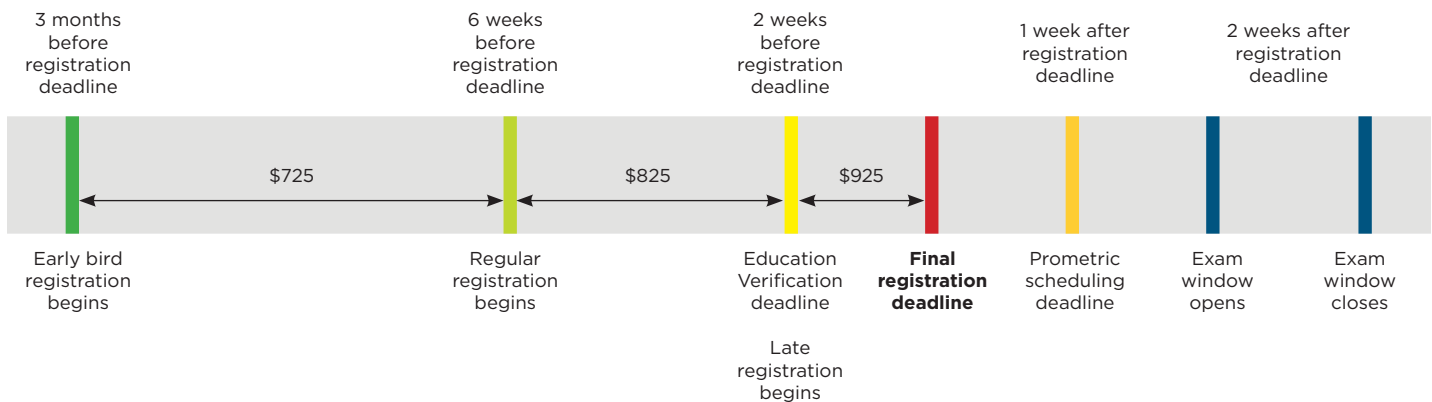 3 months
before
registration
deadline
6 weeks
before
registration
deadline
2 weeks
before
registration
deadline
1 week after
registration
deadline
2 weeks after
registration
deadline
$725
$825
$925
Early bird
registration
begins
Regular
registration
begins
Education
Verification
deadline
Late
registration
begins
Final
registration
deadline
Prometric
scheduling
deadline
Exam
window
opens
Exam
window
closes